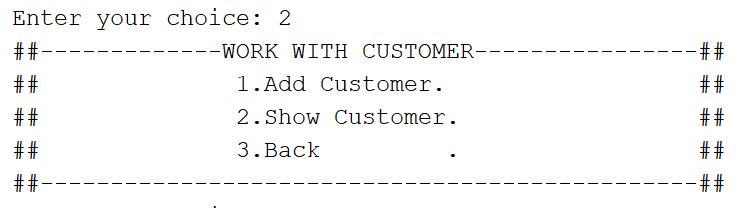 Enter your choice: 2
##-------------WORK WITH CUSTOMER----------------##
##              1.Add Customer.                  ##
##              2.Show Customer.                 ##
##              3.Back         .                 ##
##-----------------------------------------------##